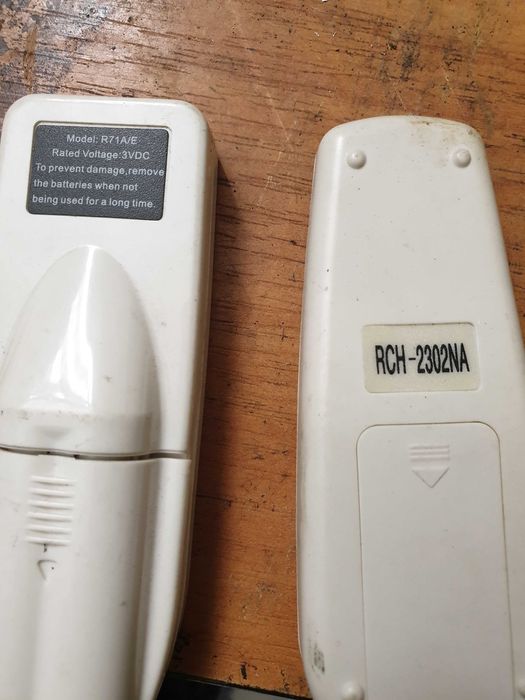 Model: R71A/E
Rated Voltage:3VDC
To prevent damage,remove
the batteries when not
being used for a long time.
RCH-2302NA